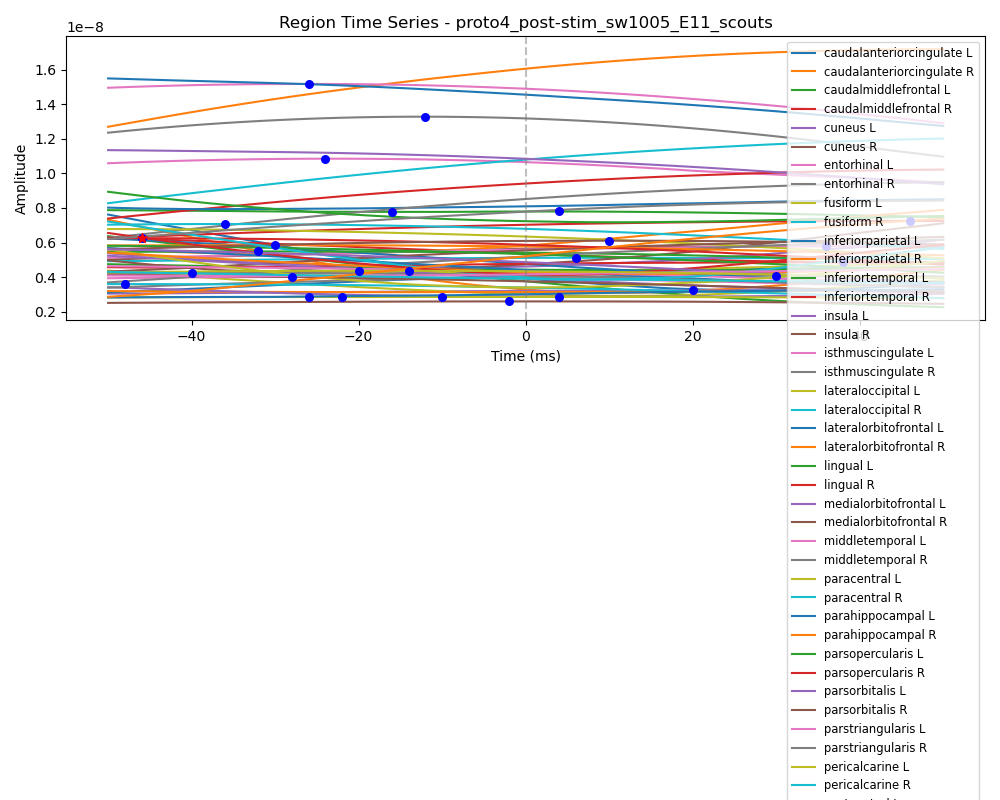 Region Time Series - proto4_post-stim_sw1005_E11_scouts
1e−8
1.6
1.4
1.2
1.0
0.8
0.6
0.4
0.2
Amplitude
−40
−20
0
20
Time (ms)
caudalanteriorcingulate L
caudalanteriorcingulate R
caudalmiddlefrontal L
caudalmiddlefrontal R
cuneus L
cuneus R
entorhinal L
entorhinal R
fusiform L
fusiform R
inferiorparietal L
inferiorparietal R
inferiortemporal L
inferiortemporal R
insula L
insula R
isthmuscingulate L
isthmuscingulate R
lateraloccipital L
lateraloccipital R
lateralorbitofrontal L
lateralorbitofrontal R
lingual L
lingual R
medialorbitofrontal L
medialorbitofrontal R
middletemporal L
middletemporal R
paracentral L
paracentral R
parahippocampal L
parahippocampal R
parsopercularis L
parsopercularis R
parsorbitalis L
parsorbitalis R
parstriangularis L
parstriangularis R
pericalcarine L
pericalcarine R